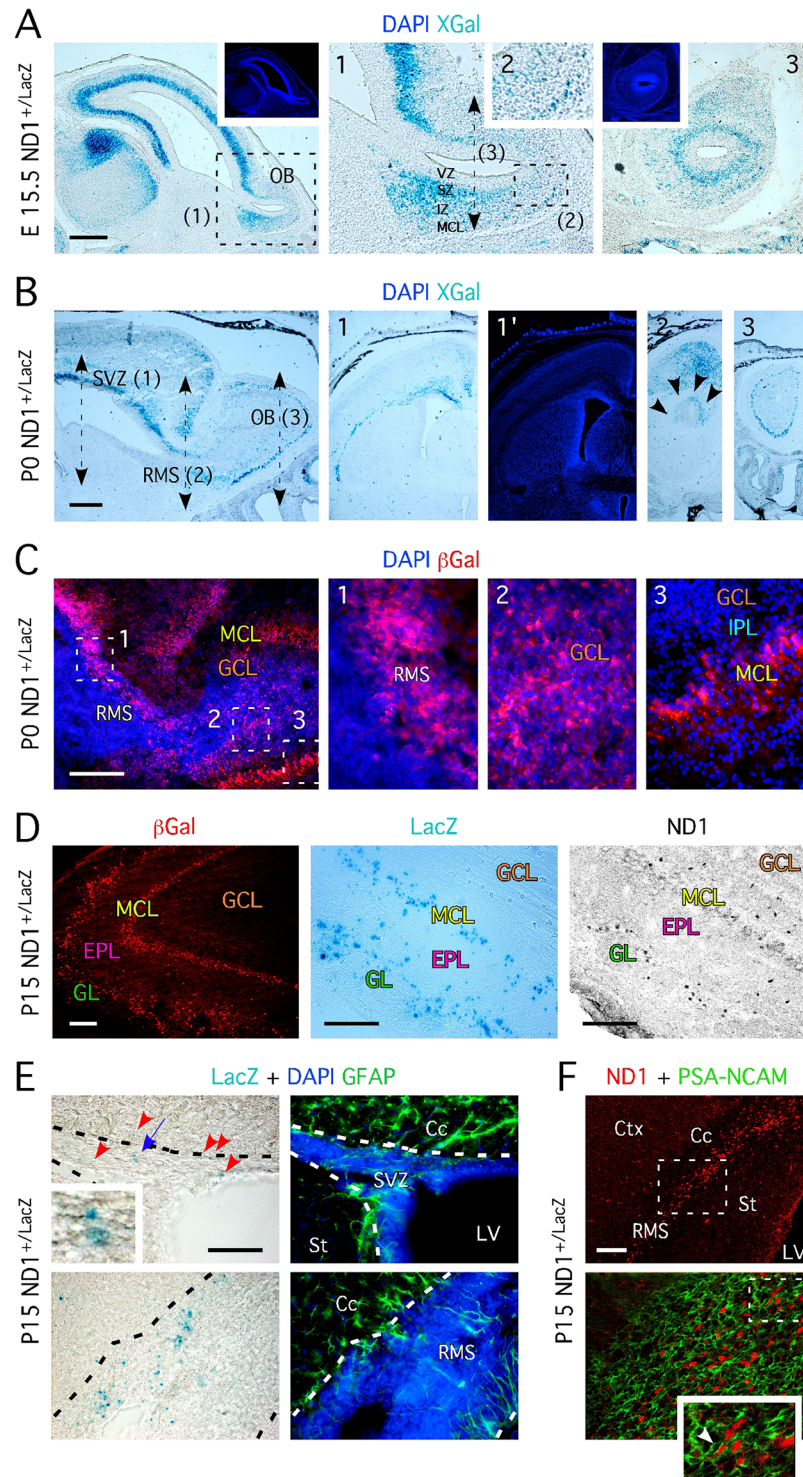 A
DAPI XGal
E 15.5 ND1+/LacZ
OB
(1)
1
2
(3)
VZ
SZ
IZ
MCL
(2)
3
B
DAPI XGal
P0 ND1+/LacZ
SVZ (1)
OB (3)
RMS (2)
1
1'
2
3
C
DAPI βGal
P0 ND1+/LacZ
1
MCL
GCL
RMS
2
3
1
RMS
2
GCL
3
GCL
IPL
MCL
D
βGal
LacZ
ND1
P15 ND1+/LacZ
MCL
GCL
EPL
GL
GCL
MCL
EPL
GL
GCL
MCL
EPL
GL
E
LacZ + DAPI GFAP
P15 ND1+/LacZ
Cc
SVZ
St
LV
Cc
RMS
F
ND1 + PSA-NCAM
P15 ND1+/LacZ
Ctx
Cc
St
RMS
LV